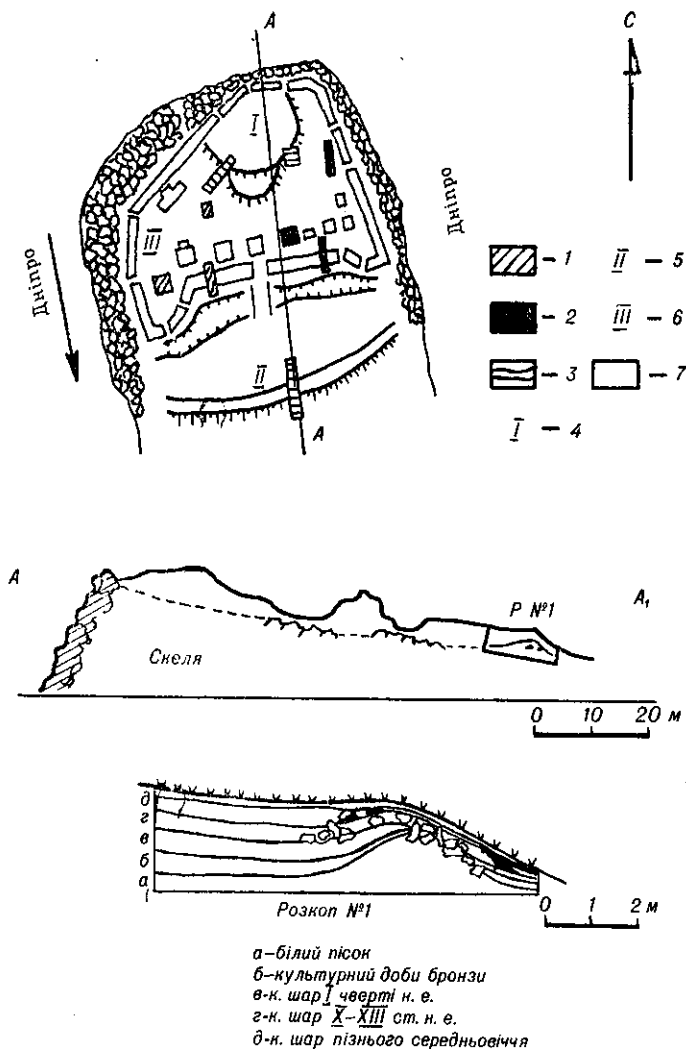 А
С
I
Дніпро
Дніпро
III
II
А
1 II — 5
2 III — 6
3 7
I — 4
А
Р №1
А₁
Скеля
0 10 20 м
д
г
в
б
а
Розкоп №1
0 1 2 м
а-білий пісок
б-культурний доби бронзи
в-к. шар I чверті н. е.
г-к. шар X-XIII ст. н. е.
д-к. шар пізнього середньовіччя